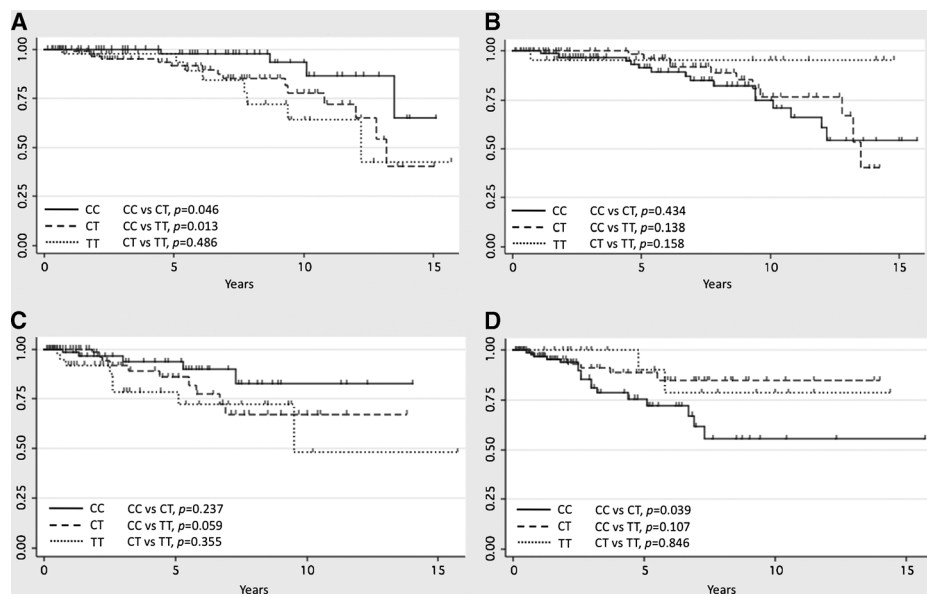 A
1.00
0.75
0.50
0.25
0.00
CC CC vs CT, p=0.046
CT CC vs TT, p=0.013
TT CT vs TT, p=0.486
0 5 10 15
Years
B
1.00
0.75
0.50
0.25
0.00
CC CC vs CT, p=0.434
CT CC vs TT, p=0.138
TT CT vs TT, p=0.158
0 5 10 15
Years
C
1.00
0.75
0.50
0.25
0.00
CC CC vs CT, p=0.237
CT CC vs TT, p=0.059
TT CT vs TT, p=0.355
0 5 10 15
Years
D
1.00
0.75
0.50
0.25
0.00
CC CC vs CT, p=0.039
CT CC vs TT, p=0.107
TT CT vs TT, p=0.846
0 5 10 15
Years